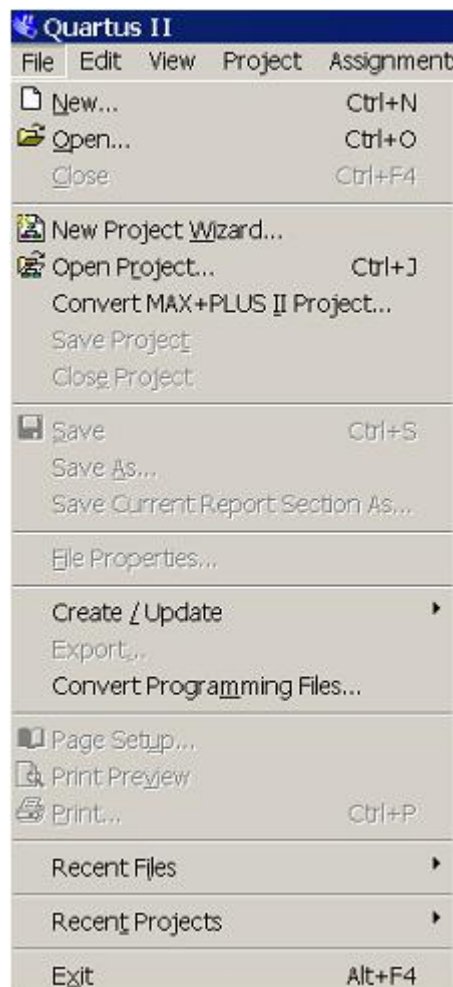 Quartus II
File Edit View Project Assignment
New... Ctrl+N
Open... Ctrl+O
Close Ctrl+F4
New Project Wizard...
Open Project... Ctrl+J
Convert MAX+PLUS II Project...
Save Project
Close Project
Save Ctrl+S
Save As...
Save Current Report Section As...
File Properties...
Create / Update
Export...
Convert Programming Files...
Page Setup...
Print Preview
Print... Ctrl+P
Recent Files
Recent Projects
Exit Alt+F4